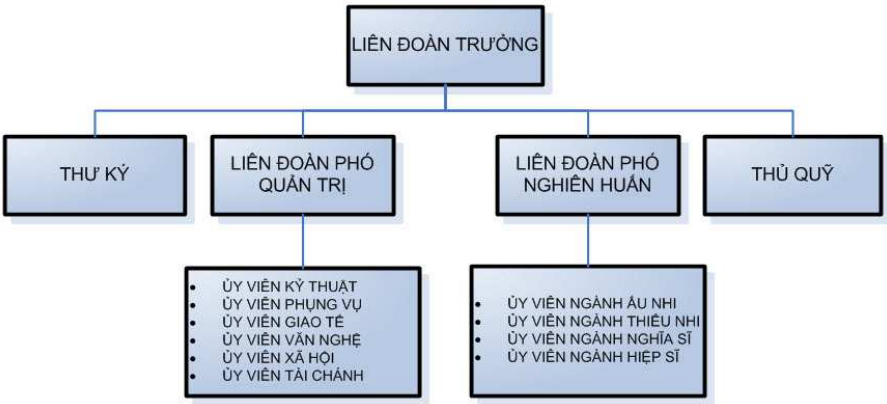 LIÊN ĐOÀN TRƯỞNG
THƯ KÝ
LIÊN ĐOÀN PHÓ
QUẢN TRỊ
LIÊN ĐOÀN PHÓ
NGHIÊN HUẤN
THỦ QUỸ
• ỦY VIÊN KỶ THUẬT
• ỦY VIÊN PHỤNG VỤ
• ỦY VIÊN GIAO TẾ
• ỦY VIÊN VĂN NGHỆ
• ỦY VIÊN XÃ HỘI
• ỦY VIÊN TÀI CHÁNH
• ỦY VIÊN NGÀNH ẤU NHI
• ỦY VIÊN NGÀNH THIẾU NHI
• ỦY VIÊN NGÀNH NGHĨA SĨ
• ỦY VIÊN NGÀNH HIỆP SĨ